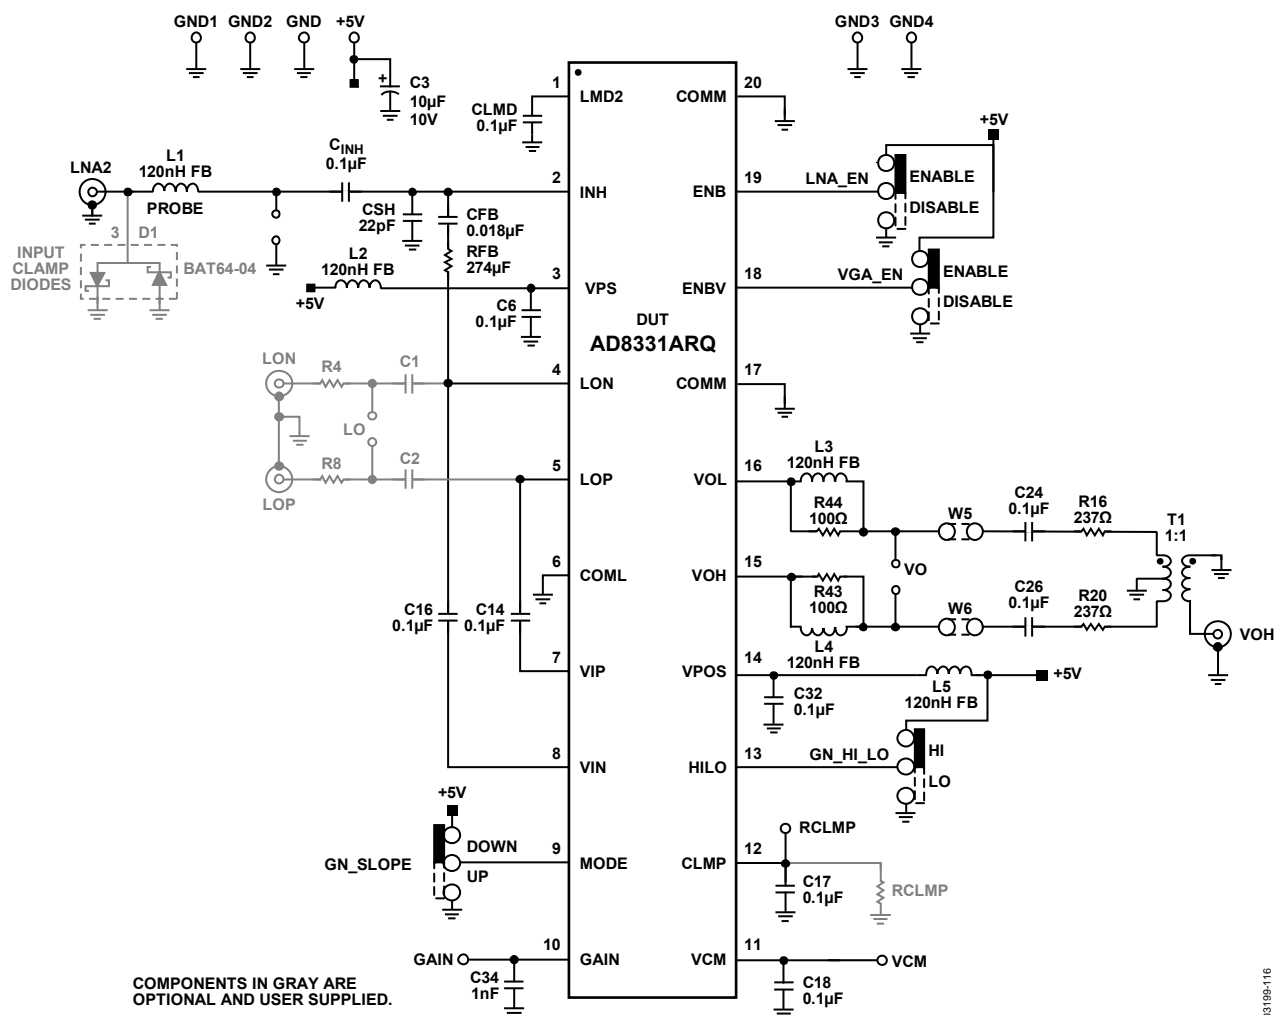 GND1 GND2 GND +5V
GND3 GND4
+ C3
10µF
10V
1 LMD2
CLMD
0.1µF
COMM 20
+5V
LNA2
L1
120nH FB
PROBE
CINH
0.1µF
2 INH
CSH
22pF
CFB
0.018µF
RFB
274µF
ENB 19
LNA_EN
ENABLE
DISABLE
3 D1
INPUT
CLAMP
DIODES
BAT64-04
L2
120nH FB
+5V
3 VPS
C6
0.1µF
ENBV 18
VGA_EN
ENABLE
DISABLE
DUT
AD8331ARQ
LON
R4
C1
4 LON
COMM 17
LO
R8
C2
LOP
5 LOP
VOL 16
L3
120nH FB
R44
100Ω
W5
C24
0.1µF
R16
237Ω
T1
1:1
VO
6 COML
VOH 15
R43
100Ω
L4
120nH FB
W6
C26
0.1µF
R20
237Ω
VOH
C16
0.1µF
C14
0.1µF
7 VIP
VPOS 14
C32
0.1µF
L5
120nH FB
+5V
8 VIN
HILO 13
GN_HI_LO
HI
LO
+5V
GN_SLOPE
DOWN
UP
9 MODE
CLMP 12
RCLMP
C17
0.1µF
RCLMP
GAIN
10 GAIN
C34
1nF
VCM 11
VCM
C18
0.1µF
COMPONENTS IN GRAY ARE
OPTIONAL AND USER SUPPLIED.
03199-116